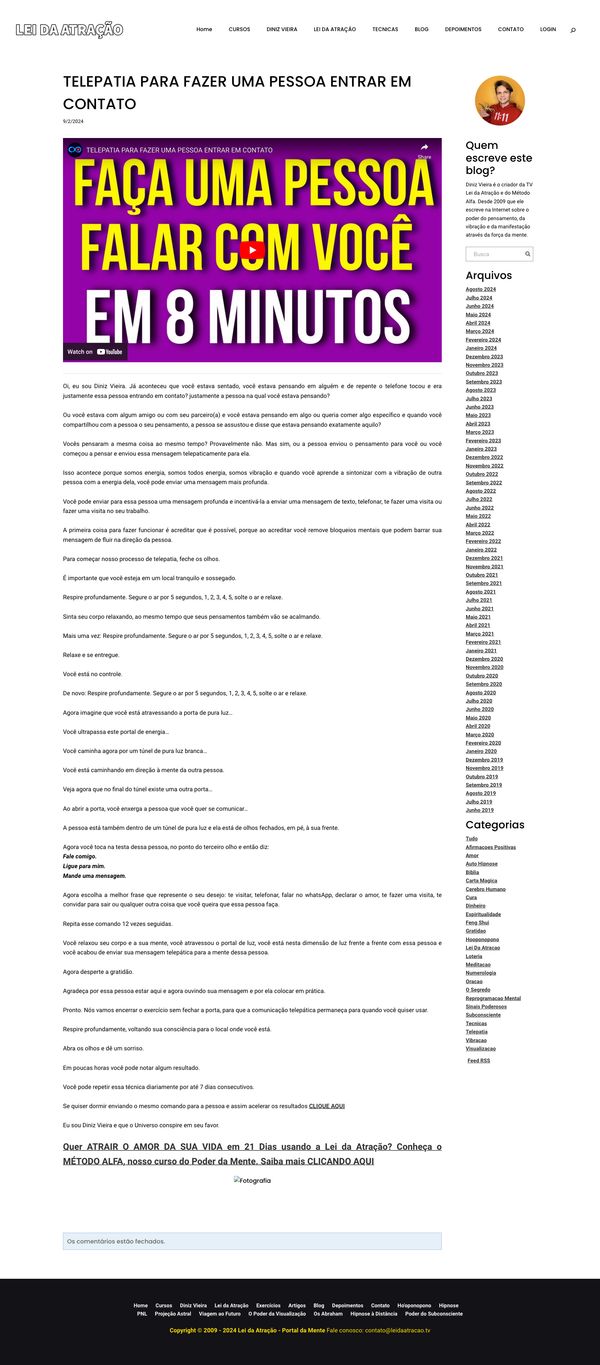 LEI DA ATRAÇÃO
Home CURSOS DINIZ VIEIRA LEI DA ATRAÇÃO TECNICAS BLOG DEPOIMENTOS CONTATO LOGIN
TELEPATIA PARA FAZER UMA PESSOA ENTRAR EM
CONTATO
9/2/2024
TELEPATIA PARA FAZER UMA PESSOA ENTRAR EM CONTATO
Share
FAÇA UMA PESSOA
FALAR COM VOCÊ
EM 8 MINUTOS
Watch on YouTube
Oi, eu sou Diniz Vieira. Já aconteceu que você estava sentado, você estava pensando em alguém e de repente o telefone tocou e era
justamente essa pessoa entrando em contato? justamente a pessoa na qual você estava pensando?
Ou você estava com algum amigo ou com seu parceiro(a) e você estava pensando em algo ou queria comer algo específico e quando você
compartilhou com a pessoa o seu pensamento, a pessoa se assustou e disse que estava pensando exatamente aquilo?
Vocês pensaram a mesma coisa ao mesmo tempo? Provavelmente não. Mas sim, ou a pessoa enviou o pensamento para você ou você
começou a pensar e enviou essa mensagem telepaticamente para ela.
Isso acontece porque somos energia, somos todos energia, somos vibração e quando você aprende a sintonizar com a vibração de outra
pessoa com a energia dela, você pode enviar uma mensagem mais profunda.
Você pode enviar para essa pessoa uma mensagem profunda e incentivá-la a enviar uma mensagem de texto, telefonar, te fazer uma visita ou
fazer uma visita no seu trabalho.
A primeira coisa para fazer funcionar é acreditar que é possível, porque ao acreditar você remove bloqueios mentais que podem barrar sua
mensagem de fluir na direção da pessoa.
Para começar nosso processo de telepatia, feche os olhos.
É importante que você esteja em um local tranquilo e sossegado.
Respire profundamente. Segure o ar por 5 segundos, 1, 2, 3, 4, 5, solte o ar e relaxe.
Sinta seu corpo relaxando, ao mesmo tempo que seus pensamentos também vão se acalmando.
Mais uma vez: Respire profundamente. Segure o ar por 5 segundos, 1, 2, 3, 4, 5, solte o ar e relaxe.
Relaxe e se entregue.
Você está no controle.
De novo: Respire profundamente. Segure o ar por 5 segundos, 1, 2, 3, 4, 5, solte o ar e relaxe.
Agora imagine que você está atravessando a porta de pura luz...
Você ultrapassa este portal de energia...
Você caminha agora por um túnel de pura luz branca...
Você está caminhando em direção à mente da outra pessoa.
Veja agora que no final do túnel existe uma outra porta...
Ao abrir a porta, você enxerga a pessoa que você quer se comunicar...
A pessoa está também dentro de um túnel de pura luz e ela está de olhos fechados, em pé, à sua frente.
Agora você toca na testa dessa pessoa, no ponto do terceiro olho e então diz:
Fale comigo.
Ligue para mim.
Mande uma mensagem.
Agora escolha a melhor frase que represente o seu desejo: te visitar, telefonar, falar no whatsApp, declarar o amor, te fazer uma visita, te
convidar para sair ou qualquer outra coisa que você queira que essa pessoa faça.
Repita esse comando 12 vezes seguidas.
Você relaxou seu corpo e a sua mente, você atravessou o portal de luz, você está nesta dimensão de luz frente a frente com essa pessoa e
você acabou de enviar sua mensagem telepática para a mente dessa pessoa.
Agora desperte a gratidão.
Agradeça por essa pessoa estar aqui e agora ouvindo sua mensagem e por ela colocar em prática.
Pronto. Nós vamos encerrar o exercício sem fechar a porta, para que a comunicação telepática permaneça para quando você quiser usar.
Respire profundamente, voltando sua consciência para o local onde você está.
Abra os olhos e dê um sorriso.
Em poucas horas você pode notar algum resultado.
Você pode repetir essa técnica diariamente por até 7 dias consecutivos.
Se quiser dormir enviando o mesmo comando para a pessoa e assim acelerar os resultados CLIQUE AQUI
Eu sou Diniz Vieira e que o Universo conspire em seu favor.
Quer ATRAIR O AMOR DA SUA VIDA em 21 Dias usando a Lei da Atração? Conheça o
MÉTODO ALFA, nosso curso do Poder da Mente. Saiba mais CLICANDO AQUI
Fotografia
Os comentários estão fechados.
11:11
Quem
escreve este
blog?
Diniz Vieira é o criador da TV
Lei da Atração e do Método
Alfa. Desde 2009 que ele
escreve na Internet sobre o
poder do pensamento, da
vibração e da manifestação
através da força da mente.
Busca
Arquivos
Agosto 2024
Julho 2024
Junho 2024
Maio 2024
Abril 2024
Março 2024
Fevereiro 2024
Janeiro 2024
Dezembro 2023
Novembro 2023
Outubro 2023
Setembro 2023
Agosto 2023
Julho 2023
Junho 2023
Maio 2023
Abril 2023
Março 2023
Fevereiro 2023
Janeiro 2023
Dezembro 2022
Novembro 2022
Outubro 2022
Setembro 2022
Agosto 2022
Julho 2022
Junho 2022
Maio 2022
Abril 2022
Março 2022
Fevereiro 2022
Janeiro 2022
Dezembro 2021
Novembro 2021
Outubro 2021
Setembro 2021
Agosto 2021
Julho 2021
Junho 2021
Maio 2021
Abril 2021
Março 2021
Fevereiro 2021
Janeiro 2021
Dezembro 2020
Novembro 2020
Outubro 2020
Setembro 2020
Agosto 2020
Julho 2020
Junho 2020
Maio 2020
Abril 2020
Março 2020
Fevereiro 2020
Janeiro 2020
Dezembro 2019
Novembro 2019
Outubro 2019
Setembro 2019
Agosto 2019
Julho 2019
Junho 2019
Categorias
Tudo
Afirmacoes Positivas
Amor
Auto Hipnose
Bíblia
Carta Magica
Cerebro Humano
Cura
Dinheiro
Espiritualidade
Feng Shui
Gratidao
Hooponopono
Lei Da Atracao
Loteria
Meditacao
Numerologia
Oracao
O Segredo
Reprogramacao Mental
Sinais Poderosos
Subconsciente
Tecnicas
Telepatia
Vibracao
Visualizacao
Feed RSS
Home Cursos Diniz Vieira Lei da Atração Exercícios Artigos Blog Depoimentos Contato Ho'oponopono Hipnose
PNL Projeção Astral Viagem ao Futuro O Poder da Visualização Os Abraham Hipnose à Distância Poder do Subconsciente
Copyright © 2009 - 2024 Lei da Atração - Portal da Mente Fale conosco: contato@leidaatracao.tv